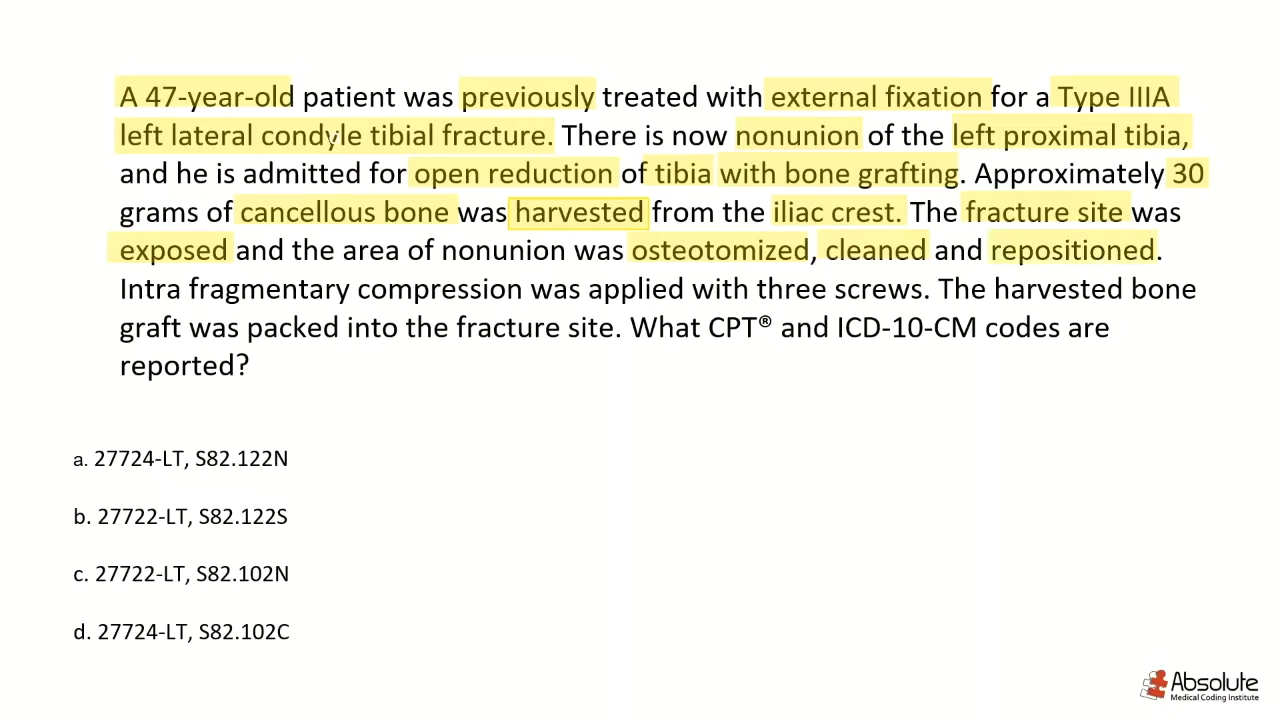 A 47-year-old patient was previously treated with external fixation for a Type IIIA
left lateral condyle tibial fracture. There is now nonunion of the left proximal tibia,
and he is admitted for open reduction of tibia with bone grafting. Approximately 30
grams of cancellous bone was harvested from the iliac crest. The fracture site was
exposed and the area of nonunion was osteotomized, cleaned and repositioned.
Intra fragmentary compression was applied with three screws. The harvested bone
graft was packed into the fracture site. What CPT® and ICD-10-CM codes are
reported?
a. 27724-LT, S82.122N
b. 27722-LT, S82.122S
c. 27722-LT, S82.102N
d. 27724-LT, S82.102C
Absolute
Medical Coding Institute